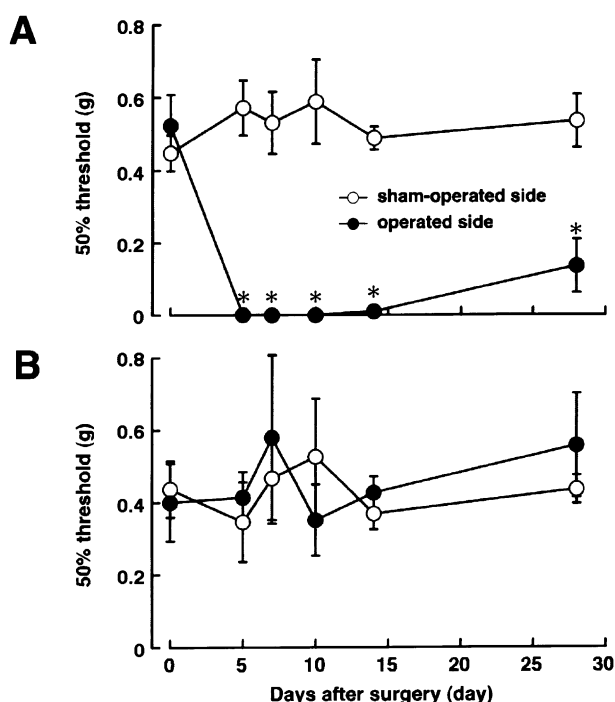 A
0.8
0.6
0.4
0.2
0
50% threshold (g)
sham-operated side
operated side
* * * * *
B
0.8
0.6
0.4
0.2
0
50% threshold (g)
0 5 10 15 20 25 30
Days after surgery (day)